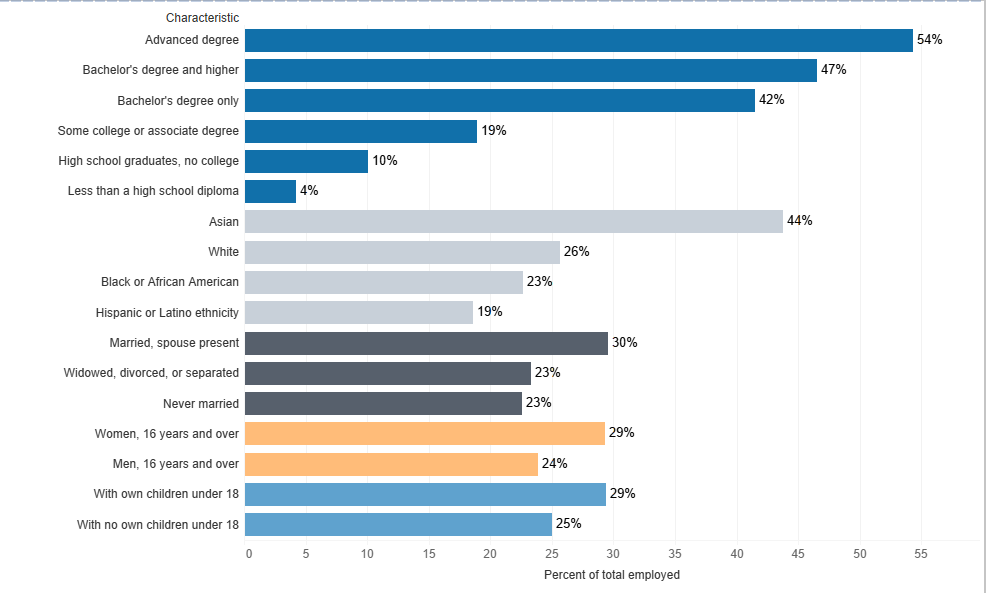 Characteristic
Advanced degree 54%
Bachelor's degree and higher 47%
Bachelor's degree only 42%
Some college or associate degree 19%
High school graduates, no college 10%
Less than a high school diploma 4%
Asian 44%
White 26%
Black or African American 23%
Hispanic or Latino ethnicity 19%
Married, spouse present 30%
Widowed, divorced, or separated 23%
Never married 23%
Women, 16 years and over 29%
Men, 16 years and over 24%
With own children under 18 29%
With no own children under 18 25%
0 5 10 15 20 25 30 35 40 45 50 55
Percent of total employed